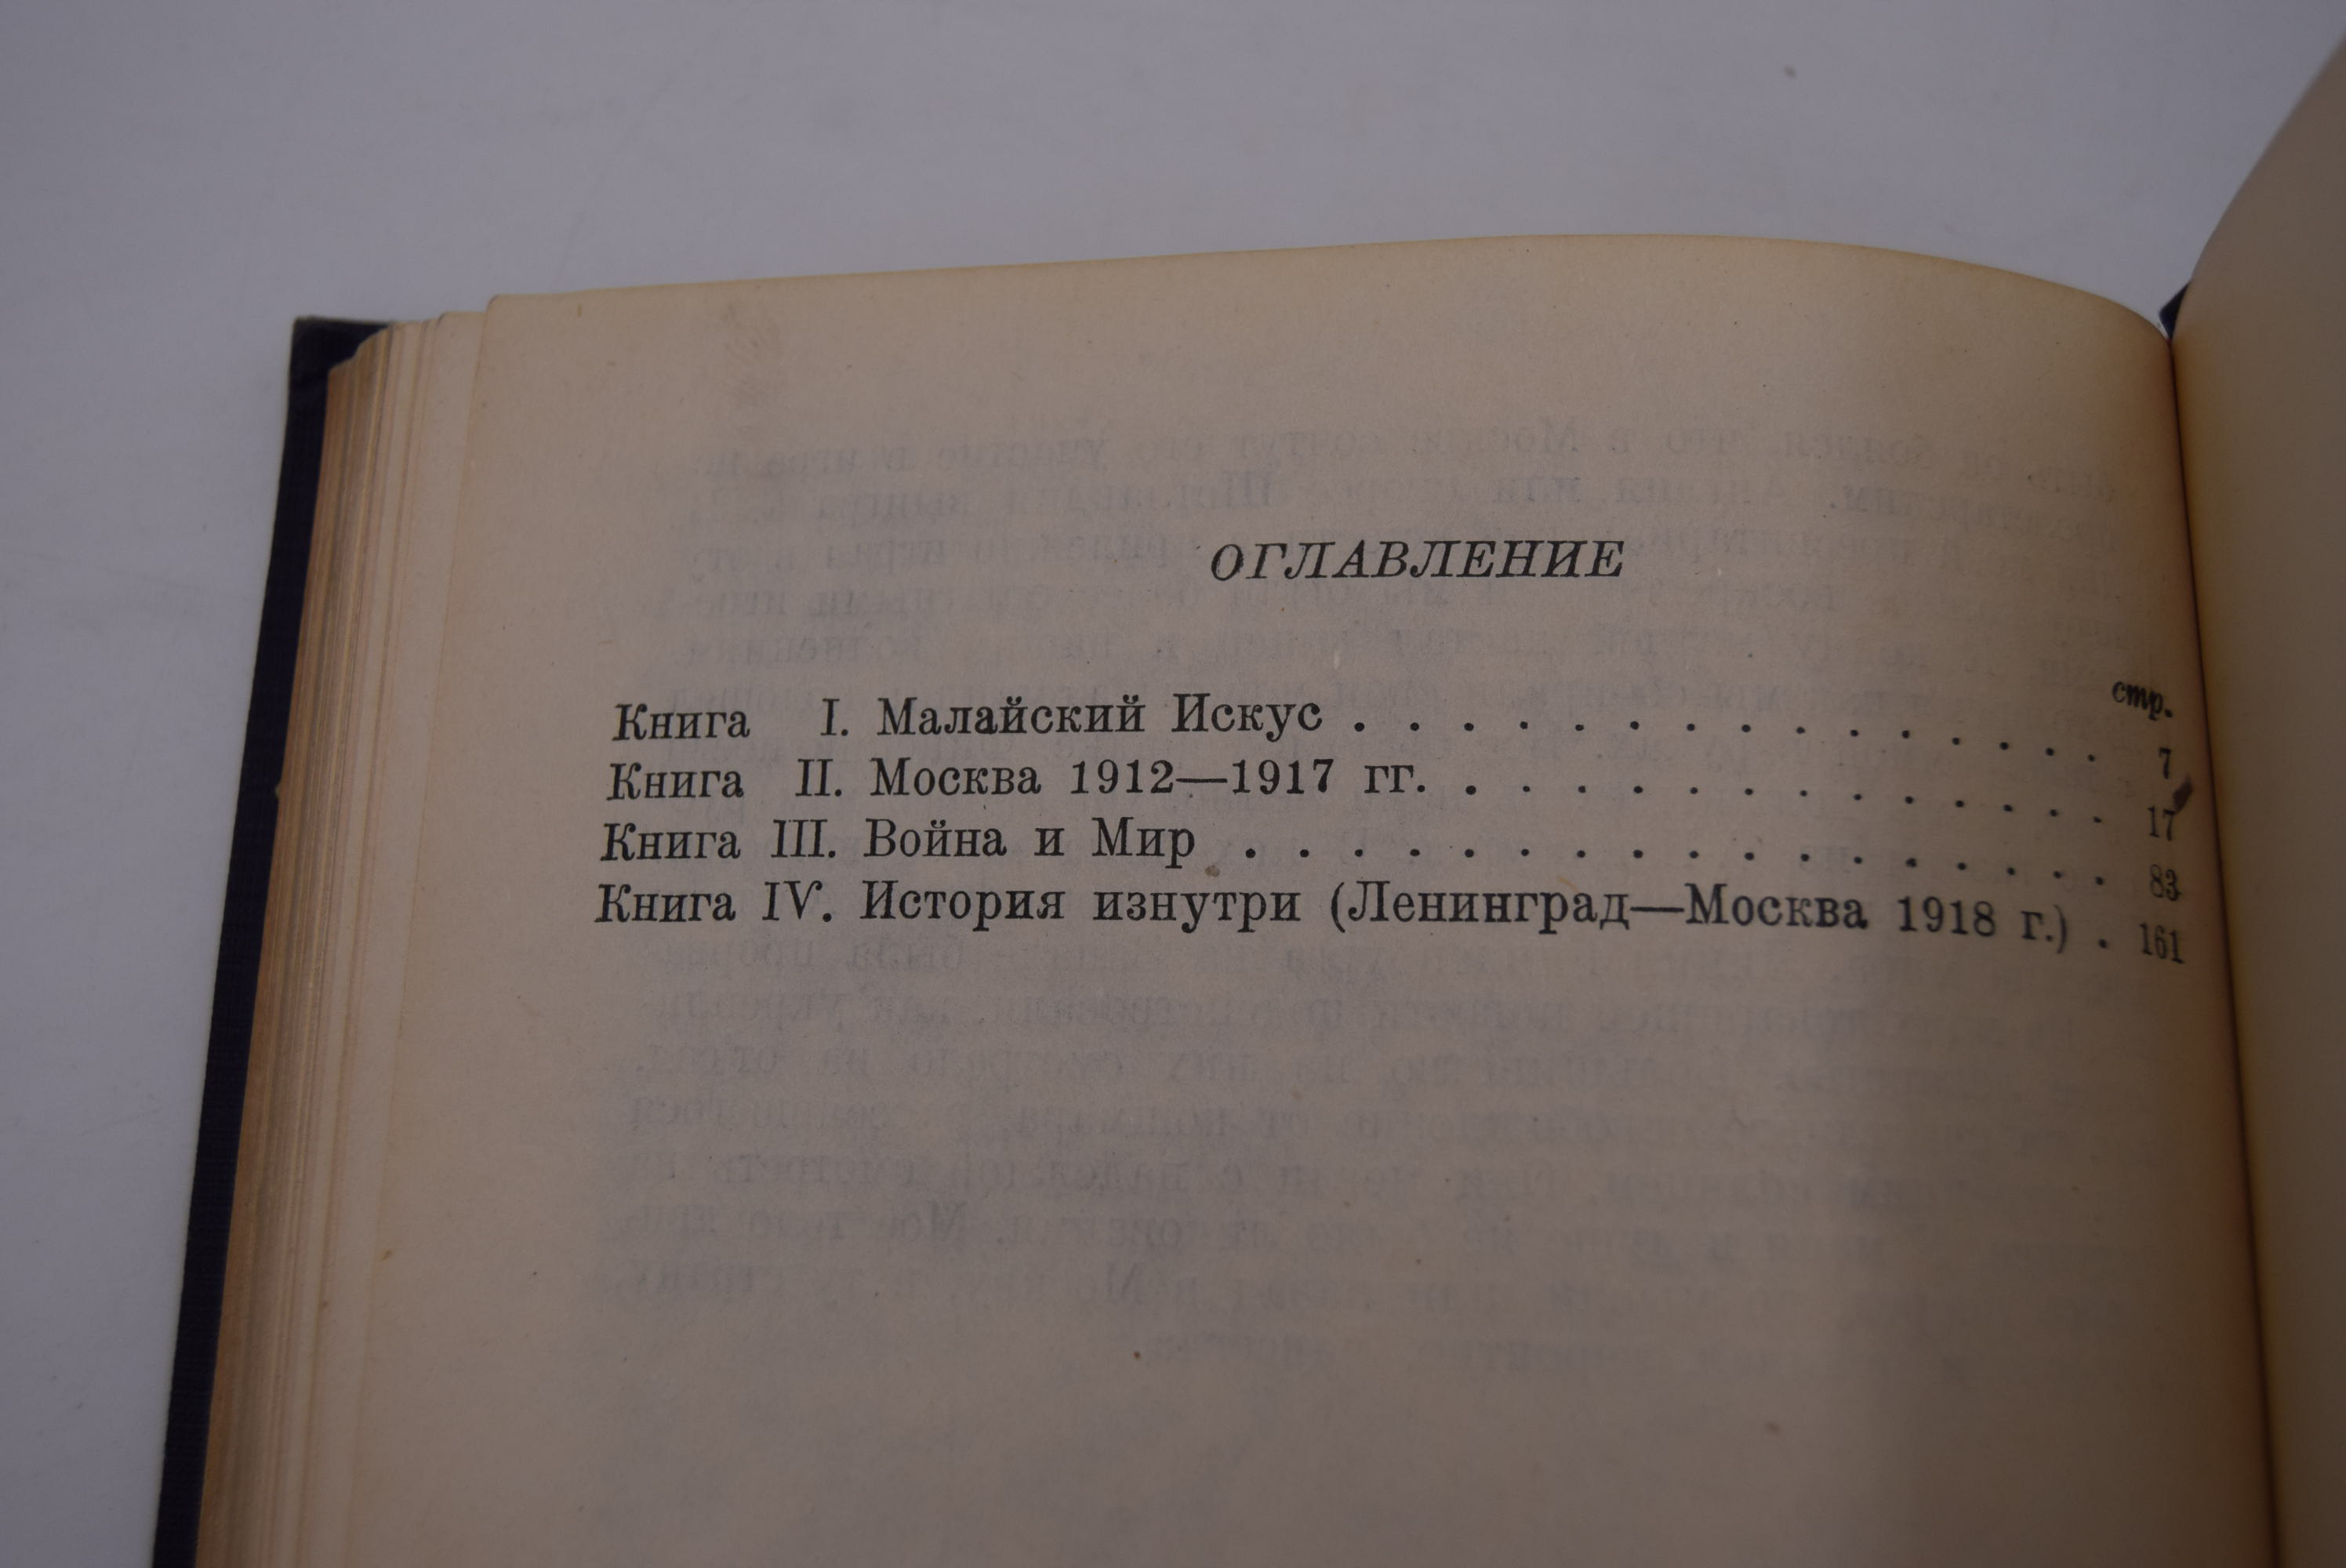 ОГЛАВЛЕНИЕ
стр.
Книга I. Малайский Искус . . . . . . . . . . . . . . 7
Книга II. Москва 1912—1917 гг. . . . . . . . . . . . . 17
Книга III. Война и Мир . . . . . . . . . . . . . . . . 83
Книга IV. История изнутри (Ленинград—Москва 1918 г.) . 161